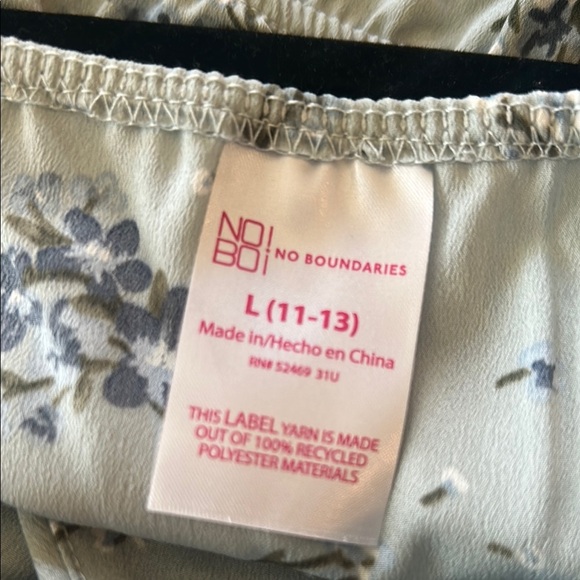 NO!
BO¡ NO BOUNDARIES
L (11-13)
Made in/Hecho en China
RN# 52469 31U
THIS LABEL YARN IS MADE
OUT OF 100% RECYCLED
POLYESTER MATERIALS